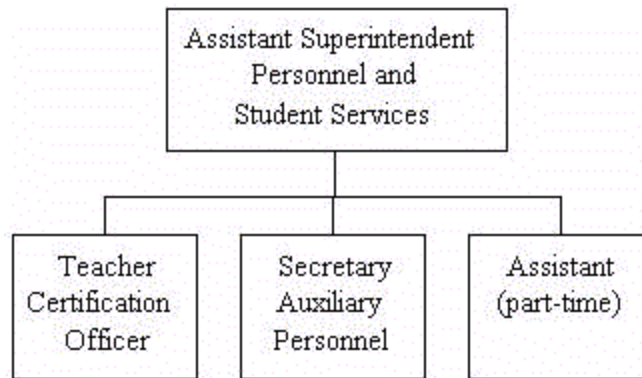 Assistant Superintendent
Personnel and
Student Services
Teacher
Certification
Officer
Secretary
Auxiliary
Personnel
Assistant
(part-time)